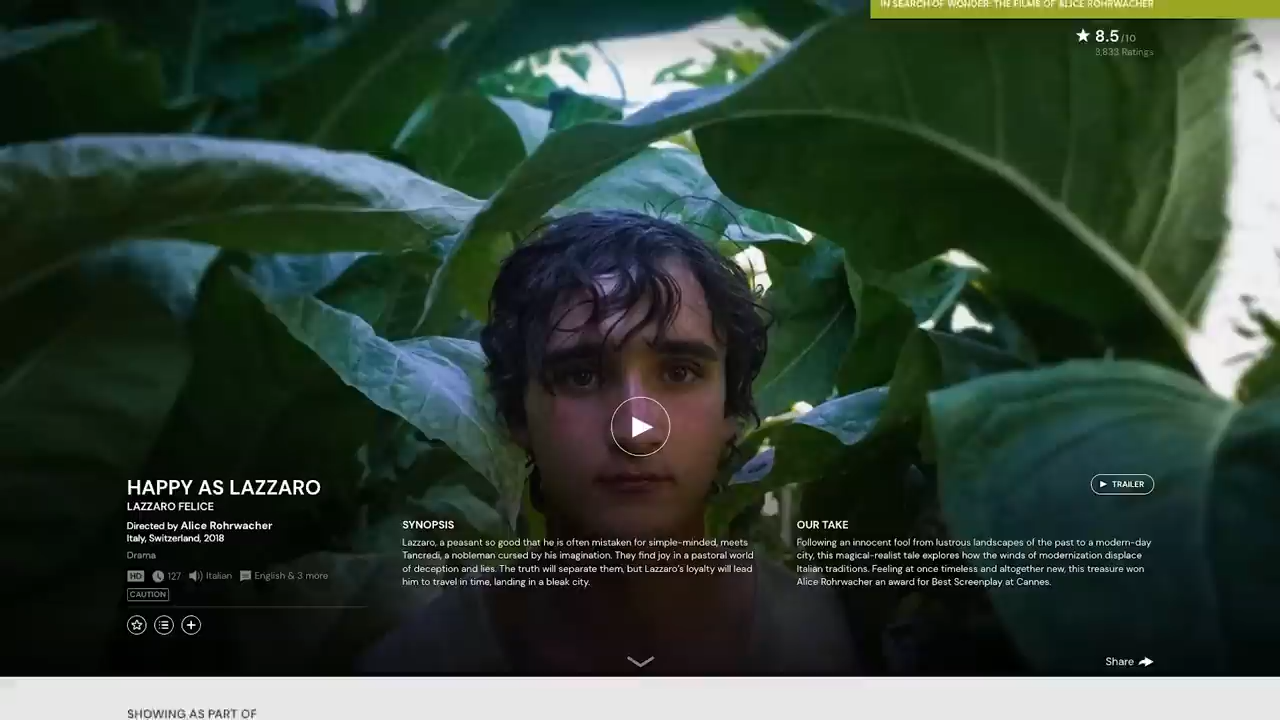 IN SEARCH OF WONDER: THE FILMS OF ALICE ROHRWACHER
8.5/10
3,833 Ratings
HAPPY AS LAZZARO
LAZZARO FELICE
Directed by Alice Rohrwacher
Italy, Switzerland, 2018
Drama
HD 127 Italian English & 3 more
CAUTION
SYNOPSIS
Lazzaro, a peasant so good that he is often mistaken for simple-minded, meets
Tancredi, a nobleman cursed by his imagination. They find joy in a pastoral world
of deception and lies. The truth will separate them, but Lazzaro's loyalty will lead
him to travel in time, landing in a bleak city.
TRAILER
OUR TAKE
Following an innocent fool from lustrous landscapes of the past to a modern-day
city, this magical-realist tale explores how the winds of modernization displace
Italian traditions. Feeling at once timeless and altogether new, this treasure won
Alice Rohrwacher an award for Best Screenplay at Cannes.
Share
SHOWING AS PART OF